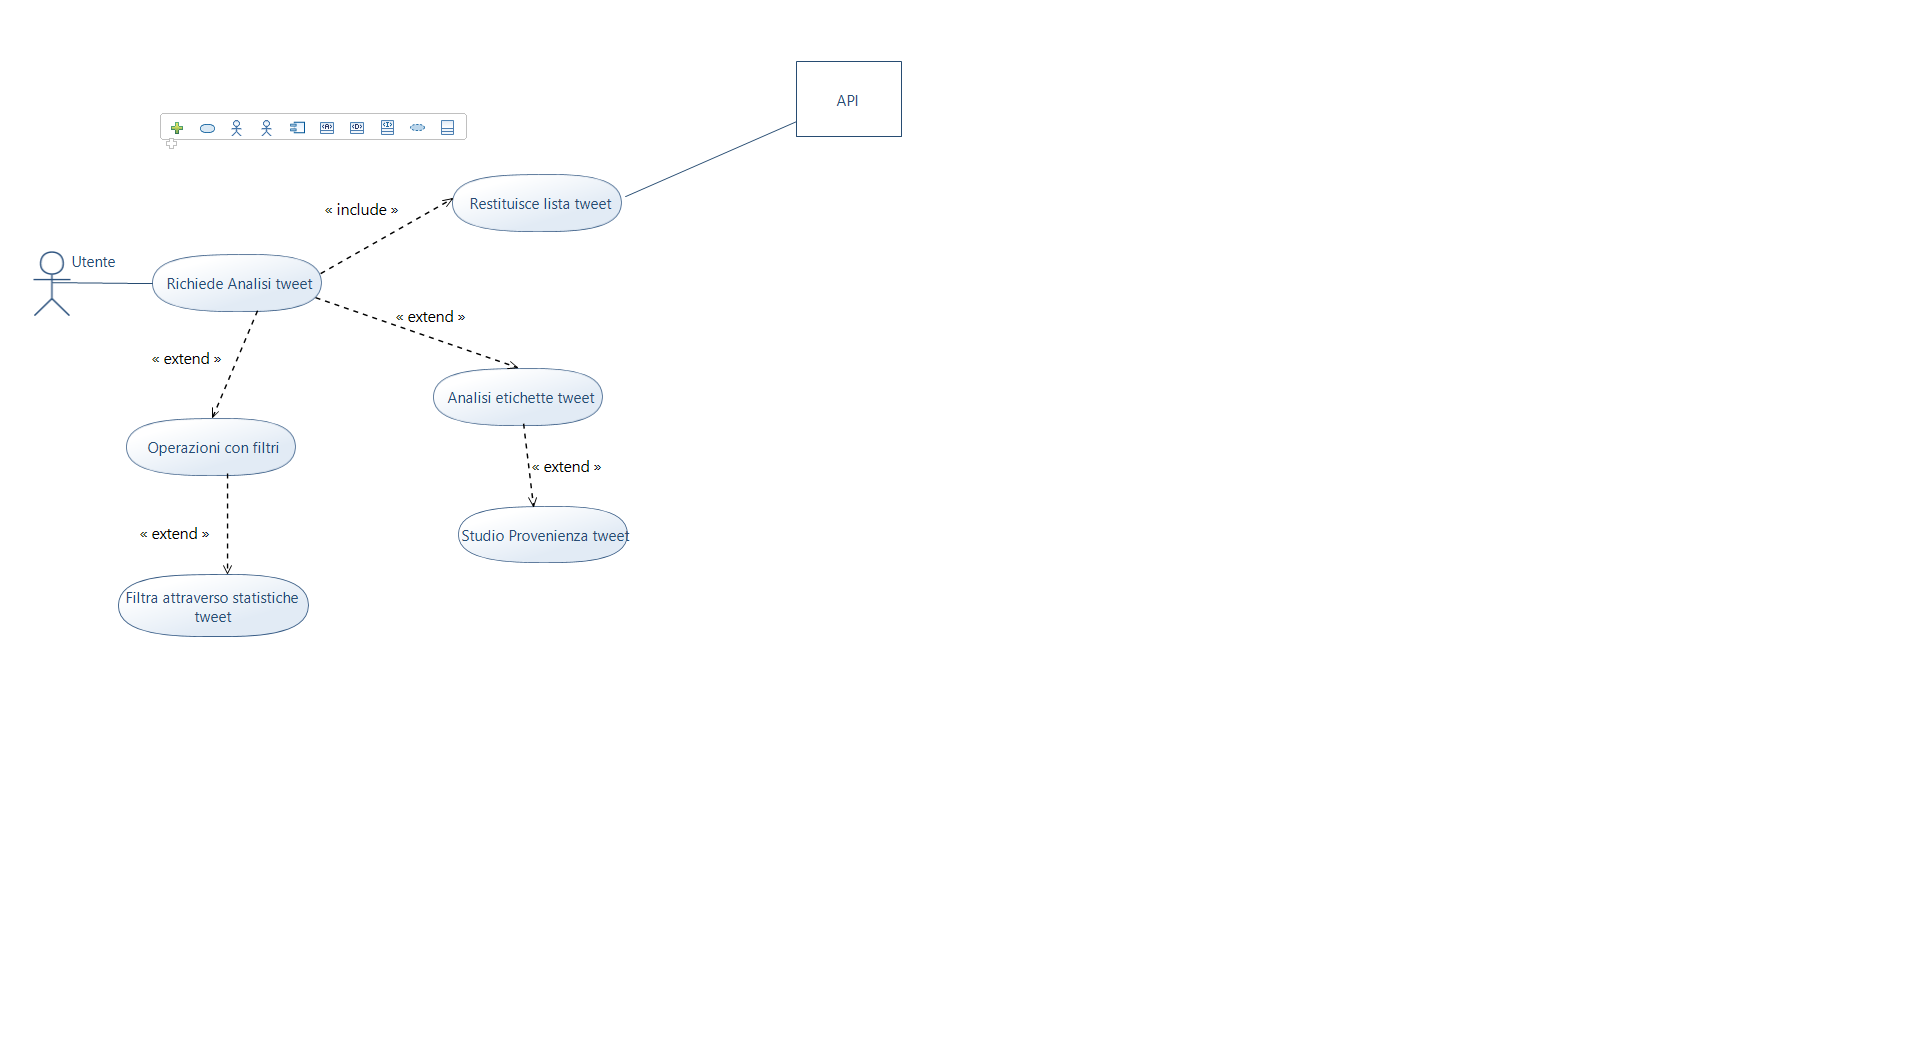 API
« include »
Restituisce lista tweet
Utente
Richiede Analisi tweet
« extend »
« extend »
Analisi etichette tweet
Operazioni con filtri
« extend »
« extend »
Studio Provenienza tweet
Filtra attraverso statistiche
tweet